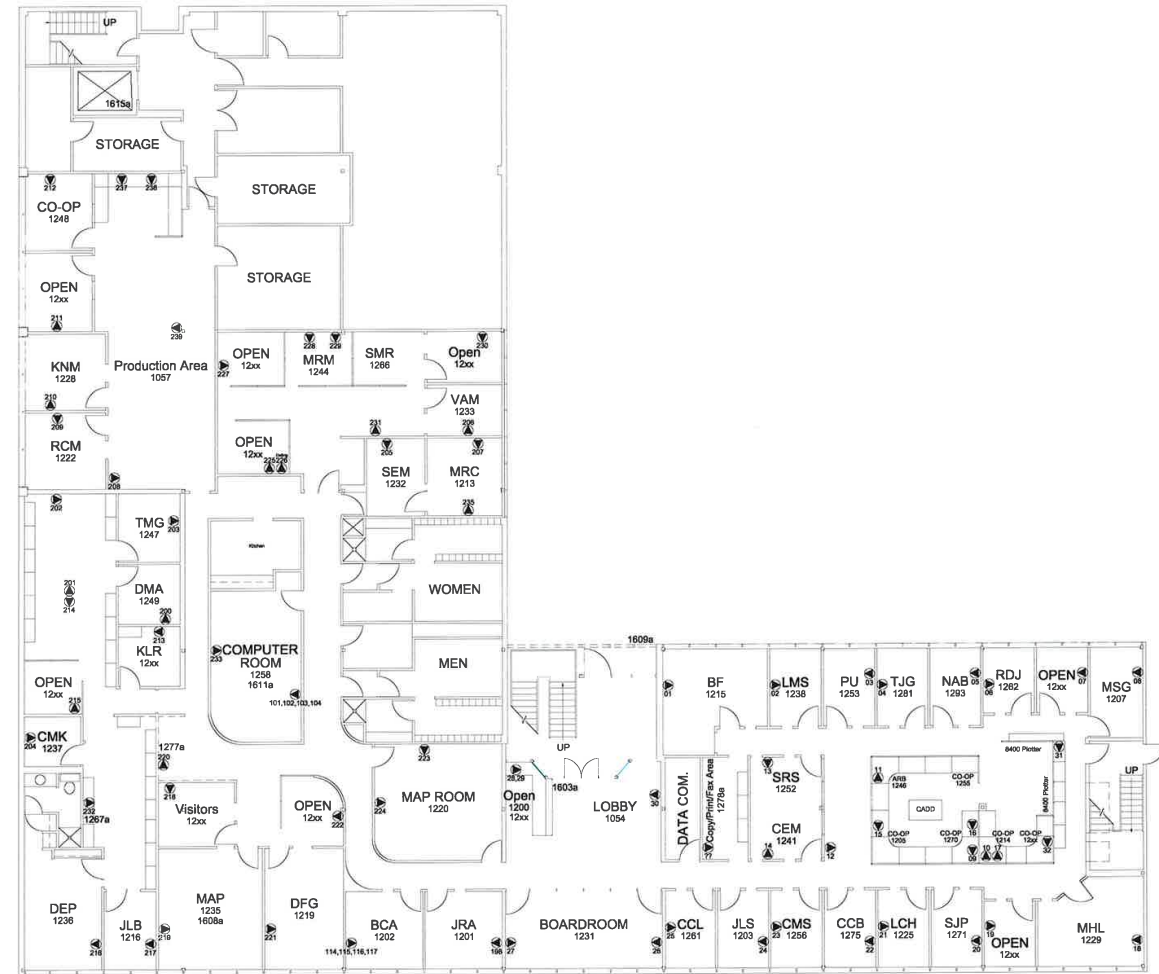 UP
1615a
STORAGE
212
237
238
STORAGE
CO-OP
1248
STORAGE
OPEN
12xx
211
239
KNM
1228
210
Production Area
1057
227
OPEN
12xx
228
229
MRM
1244
SMR
1266
230
Open
12xx
VAM
1233
206
209
RCM
1222
208
OPEN
12xx
225
226
231
205
SEM
1232
207
MRC
1213
235
202
TMG
1247
203
Kitchen
201
214
DMA
1249
200
213
KLR
12xx
WOMEN
233
COMPUTER
ROOM
1258
1611a
101,102,103,104
MEN
OPEN
12xx
215
CMK
1237
204
1277a
220
218
Visitors
12xx
232
1267a
OPEN
12xx
222
223
224
MAP ROOM
1220
UP
28,29
Open
1200
12xx
1603a
LOBBY
1054
30
1609a
01
BF
1215
02
LMS
1238
PU
1253
03
04
TJG
1281
NAB
1293
05
06
RDJ
1262
OPEN
12xx
07
MSG
1207
08
DATA COM.
Copy/Print/Fax Area
1278a
??
13
SRS
1252
CEM
1241
14
12
11
ARB
1246
CO-OP
1255
CADD
15
CO-OP
1205
CO-OP
1270
16
09
CO-OP
1214
10
17
CO-OP
12xx
32
8400 Plotter
31
8400 Plotter
UP
DEP
1236
216
JLB
1216
217
MAP
1235
1608a
219
DFG
1219
221
BCA
1202
114,115,116,117
JRA
1201
198
BOARDROOM
1231
27
26
CCL
1261
25
JLS
1203
24
CMS
1256
23
CCB
1275
22
LCH
1225
21
SJP
1271
20
19
OPEN
12xx
MHL
1229
18